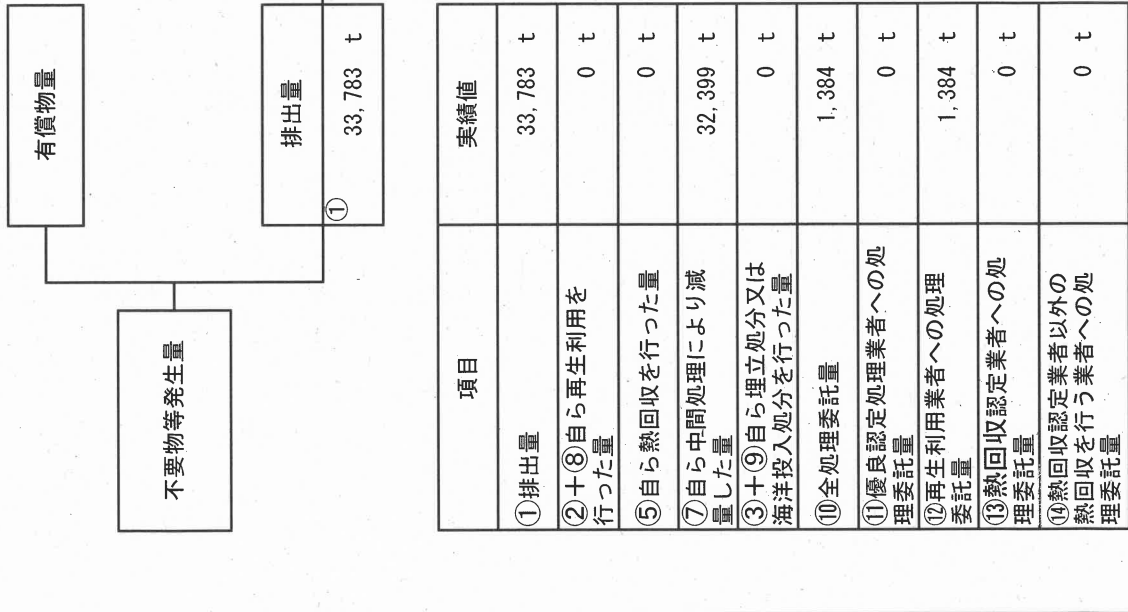 有償物量
不要物等発生量
排出量
① 33,783 t
項目 実績値
①排出量 33,783 t
②+⑧自ら再生利用を
行った量 0 t
⑤自ら熱回収を行った量 0 t
⑦自ら中間処理により減
量した量 32,399 t
③+⑨自ら埋立処分又は
海洋投入処分を行った量 0 t
⑩全処理委託量 1,384 t
⑪優良認定処理業者への処
理委託量 0 t
⑫再生利用業者への処理
委託量 1,384 t
⑬熱回収認定業者への処
理委託量 0 t
⑭熱回収認定業者以外の
熱回収を行う業者への処
理委託量 0 t